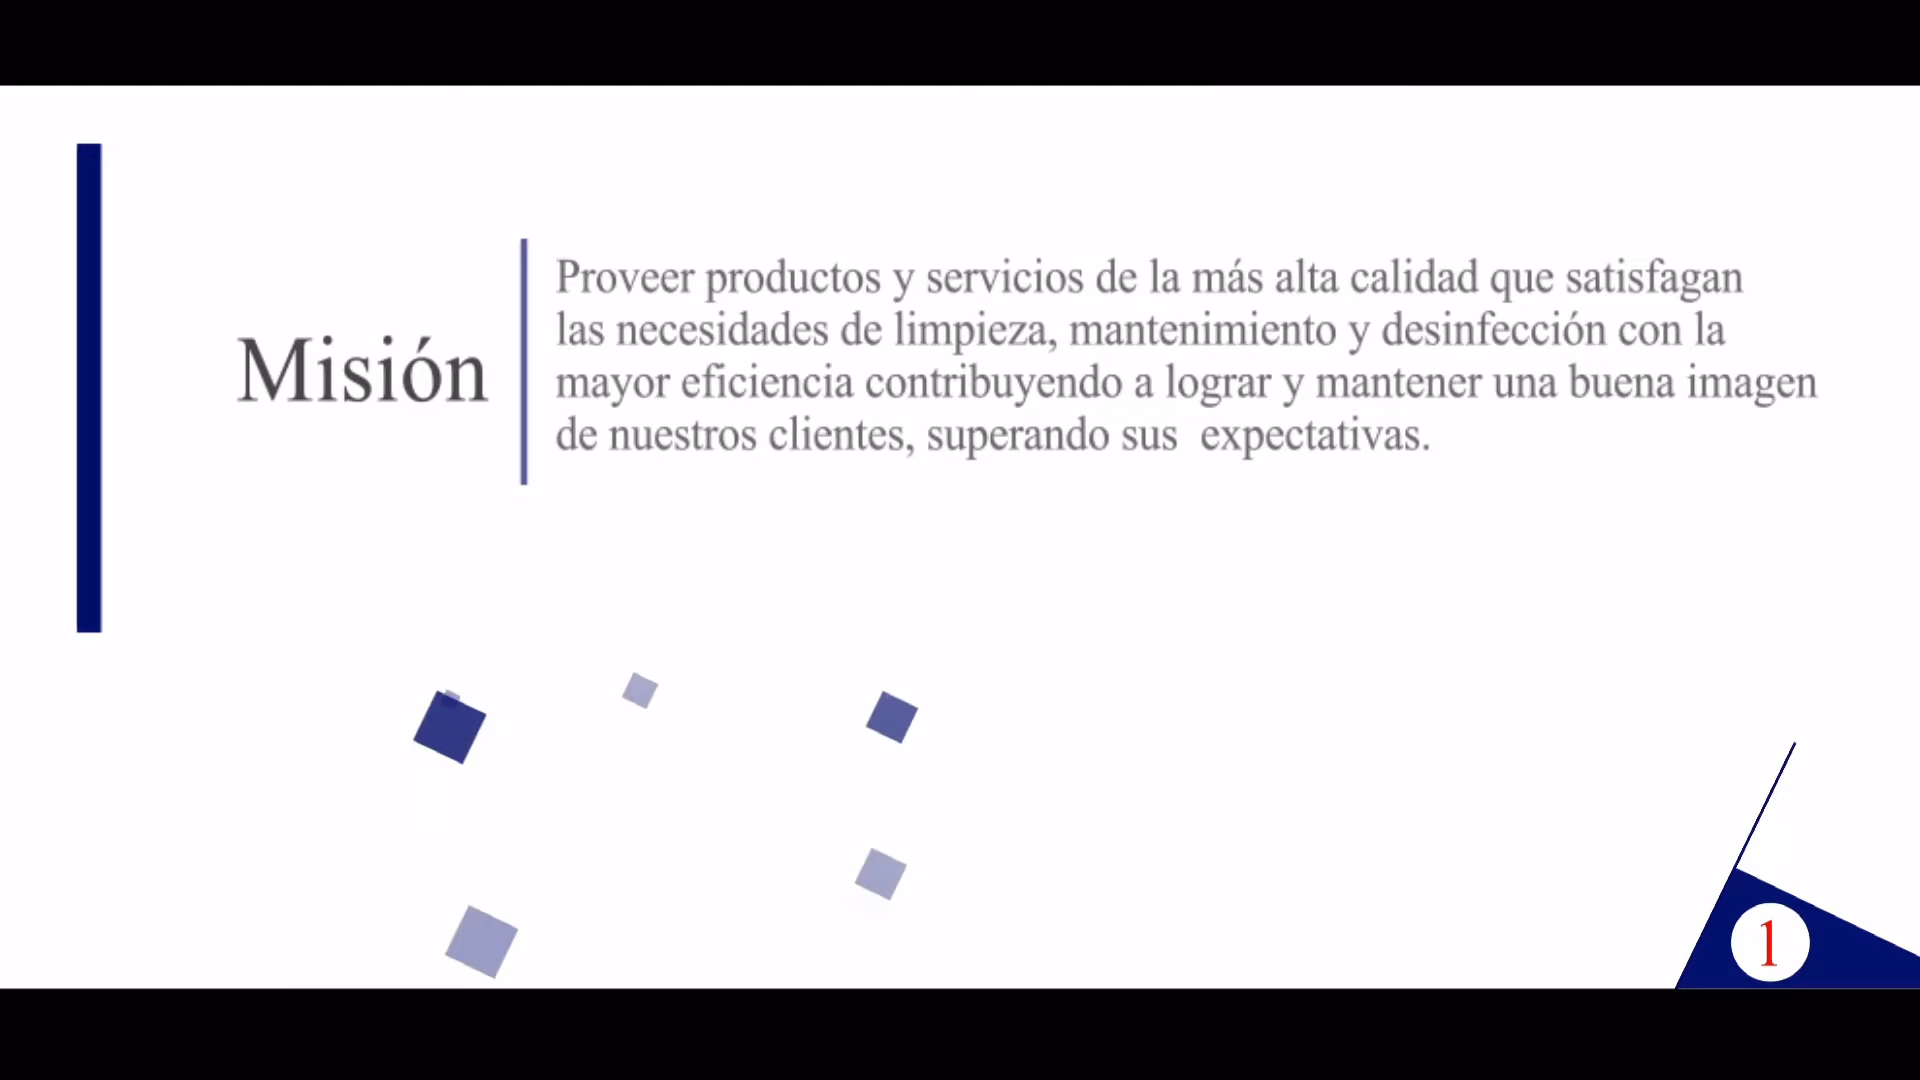 Misión
Proveer productos y servicios de la más alta calidad que satisfagan
las necesidades de limpieza, mantenimiento y desinfección con la
mayor eficiencia contribuyendo a lograr y mantener una buena imagen
de nuestros clientes, superando sus  expectativas.
1